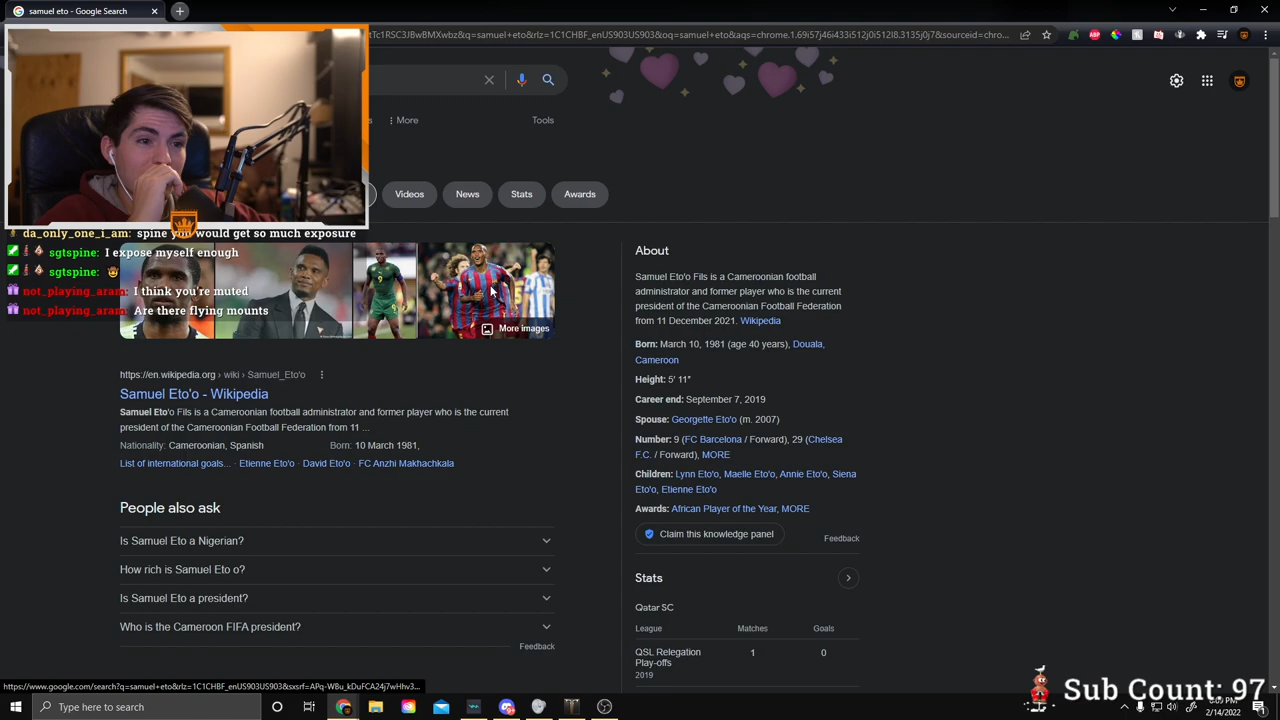 samuel eto - Google Search
More
Tools
Videos
News
Stats
Awards
da_only_one_i_am: spine you would get so much exposure
sgtspine: I expose myself enough
sgtspine:
not_playing_aram: I think you're muted
not_playing_aram: Are there flying mounts
More images
https://en.wikipedia.org › wiki › Samuel_Eto'o
Samuel Eto'o - Wikipedia
Samuel Eto'o Fils is a Cameroonian football administrator and former player who is the current
president of the Cameroonian Football Federation from 11 ...
Nationality: Cameroonian, Spanish Born: 10 March 1981,
List of international goals... · Etienne Eto'o · David Eto'o · FC Anzhi Makhachkala
People also ask
Is Samuel Eto a Nigerian?
How rich is Samuel Eto o?
Is Samuel Eto a president?
Who is the Cameroon FIFA president?
Feedback
About
Samuel Eto'o Fils is a Cameroonian football
administrator and former player who is the current
president of the Cameroonian Football Federation
from 11 December 2021. Wikipedia
Born: March 10, 1981 (age 40 years), Douala,
Cameroon
Height: 5′ 11″
Career end: September 7, 2019
Spouse: Georgette Eto'o (m. 2007)
Number: 9 (FC Barcelona / Forward), 29 (Chelsea
F.C. / Forward), MORE
Children: Lynn Eto'o, Maelle Eto'o, Annie Eto'o, Siena
Eto'o, Etienne Eto'o
Awards: African Player of the Year, MORE
Claim this knowledge panel
Feedback
Stats
Qatar SC
League Matches Goals
QSL Relegation
Play-offs
2019
1 0
Sub Count: 97
Type here to search
2/14/2022